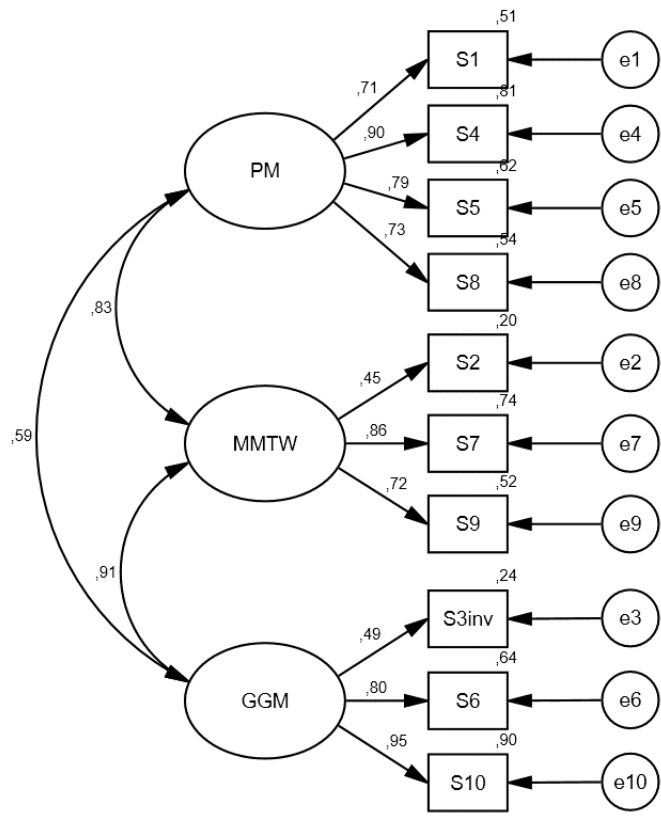 ,51
S1
e1
,71
,81
S4
e4
,90
PM
,62
S5
e5
,79
,73
,54
S8
e8
,83
,20
S2
e2
,45
,74
,59
MMTW
,86
S7
e7
,72
,52
S9
e9
,91
,24
S3inv
e3
,49
,64
GGM
,80
S6
e6
,95
,90
S10
e10